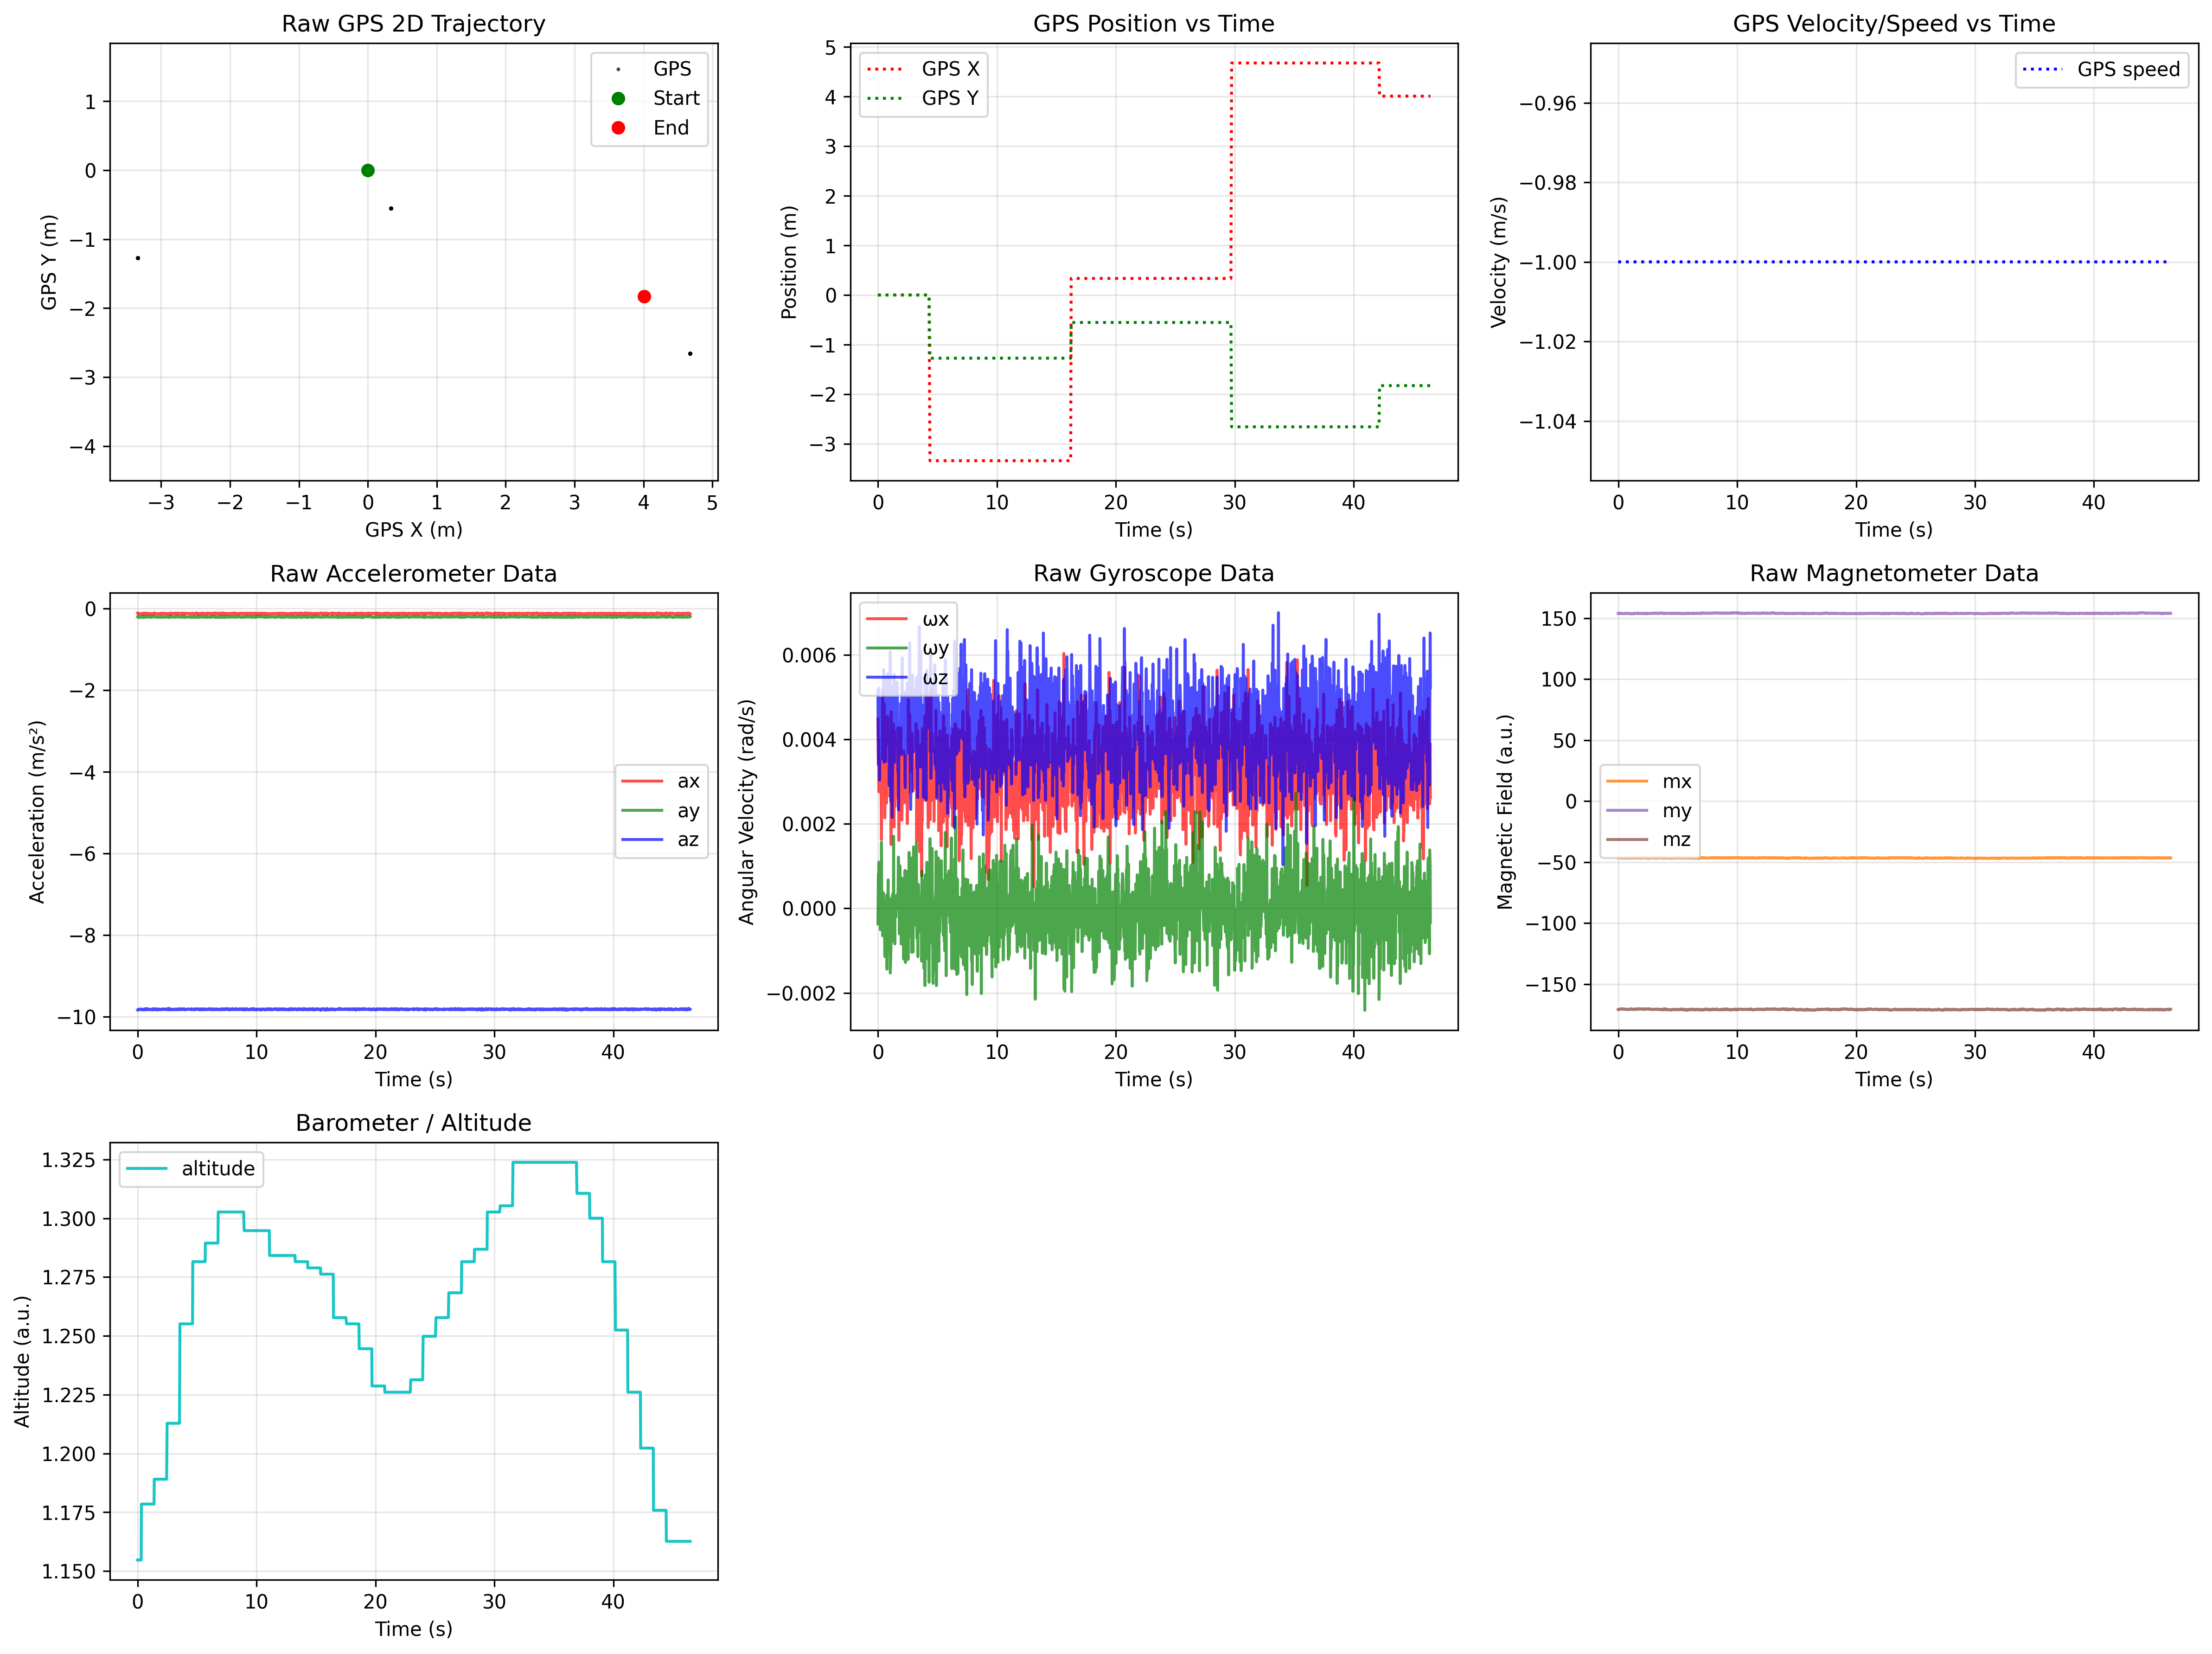 Raw GPS 2D Trajectory
GPS
Start
End
1
0
−1
−2
−3
−4
GPS Y (m)
−3 −2 −1 0 1 2 3 4 5
GPS X (m)
GPS Position vs Time
GPS X
GPS Y
5
4
3
2
1
0
−1
−2
−3
Position (m)
0 10 20 30 40
Time (s)
GPS Velocity/Speed vs Time
GPS speed
−0.96
−0.98
−1.00
−1.02
−1.04
Velocity (m/s)
0 10 20 30 40
Time (s)
Raw Accelerometer Data
0
−2
−4
−6
−8
−10
Acceleration (m/s²)
ax
ay
az
0 10 20 30 40
Time (s)
Raw Gyroscope Data
ωx
ωy
ωz
0.006
0.004
0.002
0.000
−0.002
Angular Velocity (rad/s)
0 10 20 30 40
Time (s)
Raw Magnetometer Data
150
100
50
0
−50
−100
−150
Magnetic Field (a.u.)
mx
my
mz
0 10 20 30 40
Time (s)
Barometer / Altitude
altitude
1.325
1.300
1.275
1.250
1.225
1.200
1.175
1.150
Altitude (a.u.)
0 10 20 30 40
Time (s)